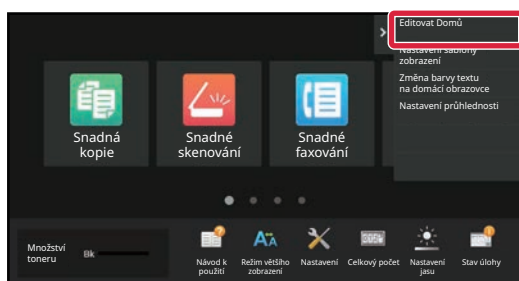 Editovat Domů
Nastavení šablony
zobrazení
Změna barvy textu
na domácí obrazovce
Nastavení průhlednosti
Snadná
kopie
Snadné
skenování
Snadné
faxování
Množství
toneru
Bk
Návod k
použití
Režim většího
zobrazení
Nastavení
Celkový počet
Nastavení
jasu
Stav úlohy